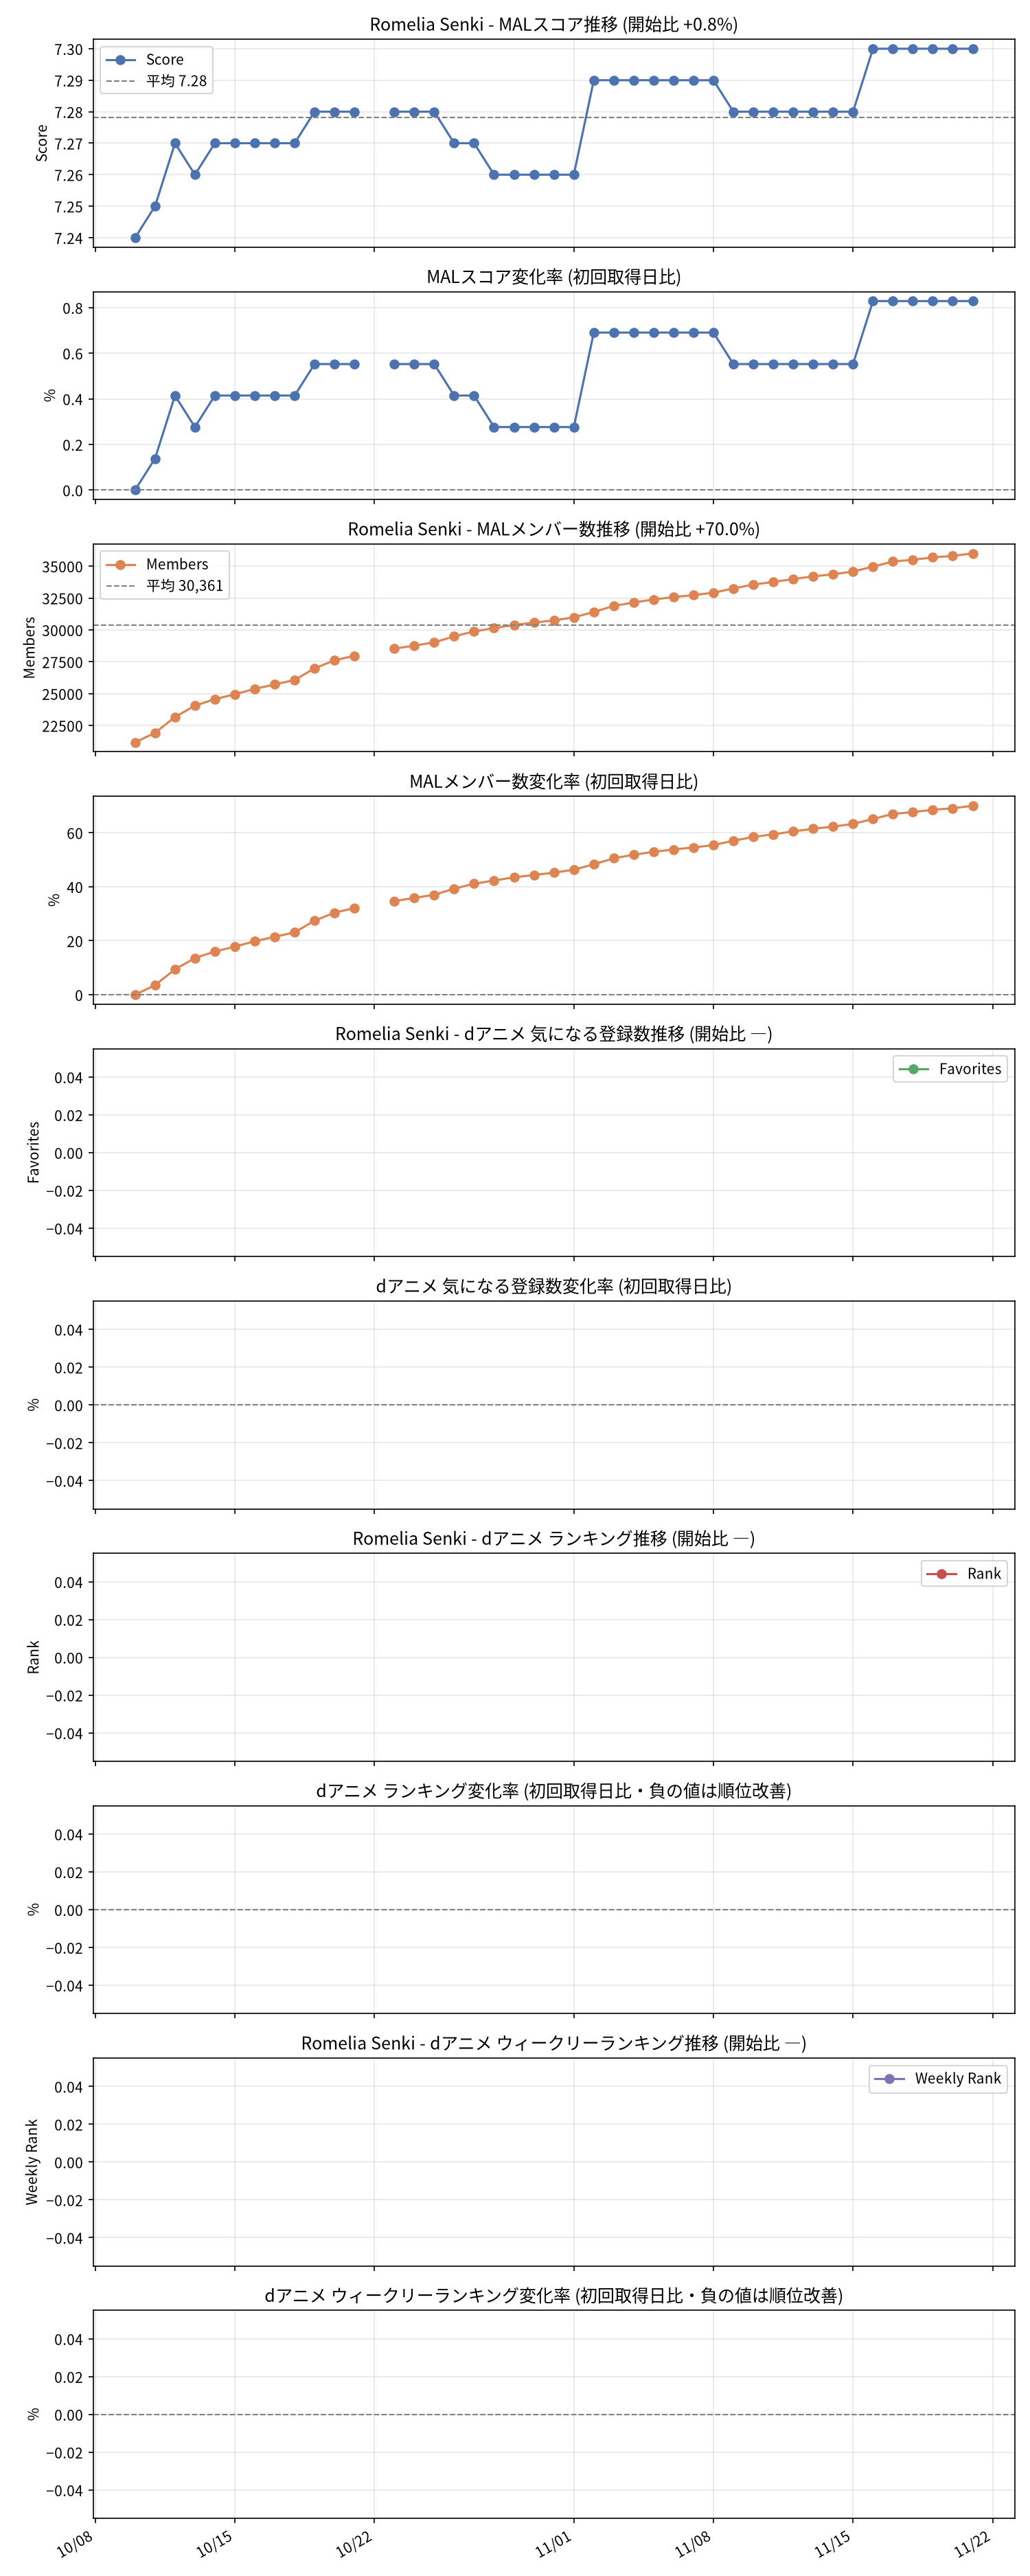 Romelia Senki - MALスコア推移 (開始比 +0.8%)
Score
平均 7.28
7.30
7.29
7.28
7.27
7.26
7.25
7.24
Score
MALスコア変化率 (初回取得日比)
0.8
0.6
0.4
0.2
0.0
%
Romelia Senki - MALメンバー数推移 (開始比 +70.0%)
Members
平均 30,361
35000
32500
30000
27500
25000
22500
Members
MALメンバー数変化率 (初回取得日比)
60
40
20
0
%
Romelia Senki - dアニメ 気になる登録数推移 (開始比 —)
Favorites
0.04
0.02
0.00
−0.02
−0.04
Favorites
dアニメ 気になる登録数変化率 (初回取得日比)
0.04
0.02
0.00
−0.02
−0.04
%
Romelia Senki - dアニメ ランキング推移 (開始比 —)
Rank
0.04
0.02
0.00
−0.02
−0.04
Rank
dアニメ ランキング変化率 (初回取得日比・負の値は順位改善)
0.04
0.02
0.00
−0.02
−0.04
%
Romelia Senki - dアニメ ウィークリーランキング推移 (開始比 —)
Weekly Rank
0.04
0.02
0.00
−0.02
−0.04
Weekly Rank
dアニメ ウィークリーランキング変化率 (初回取得日比・負の値は順位改善)
0.04
0.02
0.00
−0.02
−0.04
%
10/08
10/15
10/22
11/01
11/08
11/15
11/22